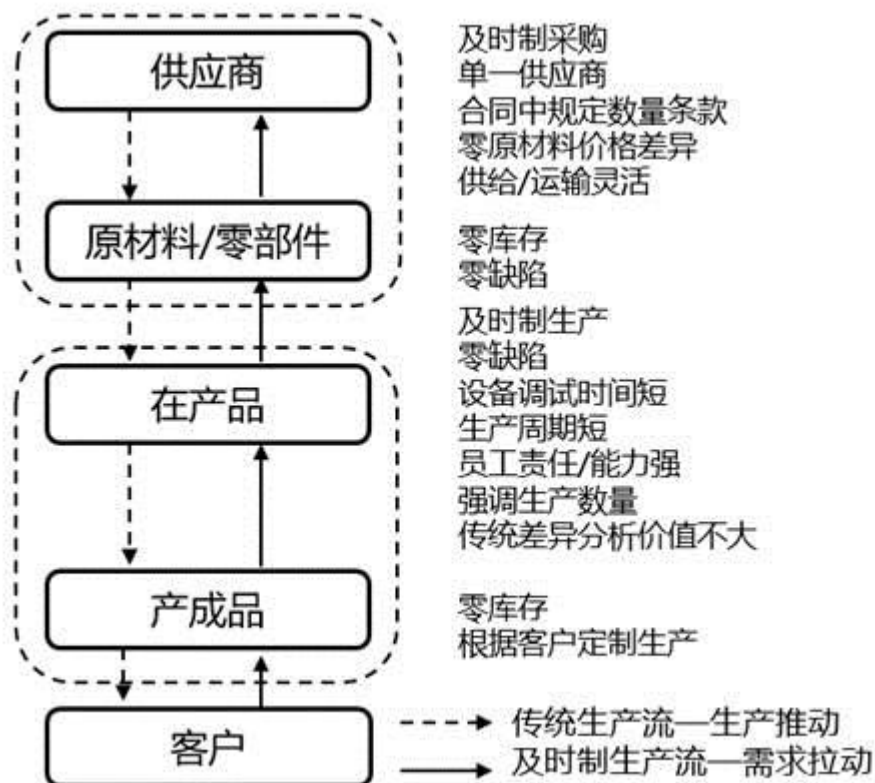 供应商
及时制采购
单一供应商
合同中规定数量条款
零原材料价格差异
供给/运输灵活
原材料/零部件
零库存
零缺陷
及时制生产
零缺陷
在产品
设备调试时间短
生产周期短
员工责任/能力强
强调生产数量
传统差异分析价值不大
产成品
零库存
根据客户定制生产
客户
传统生产流—生产推动
及时制生产流—需求拉动